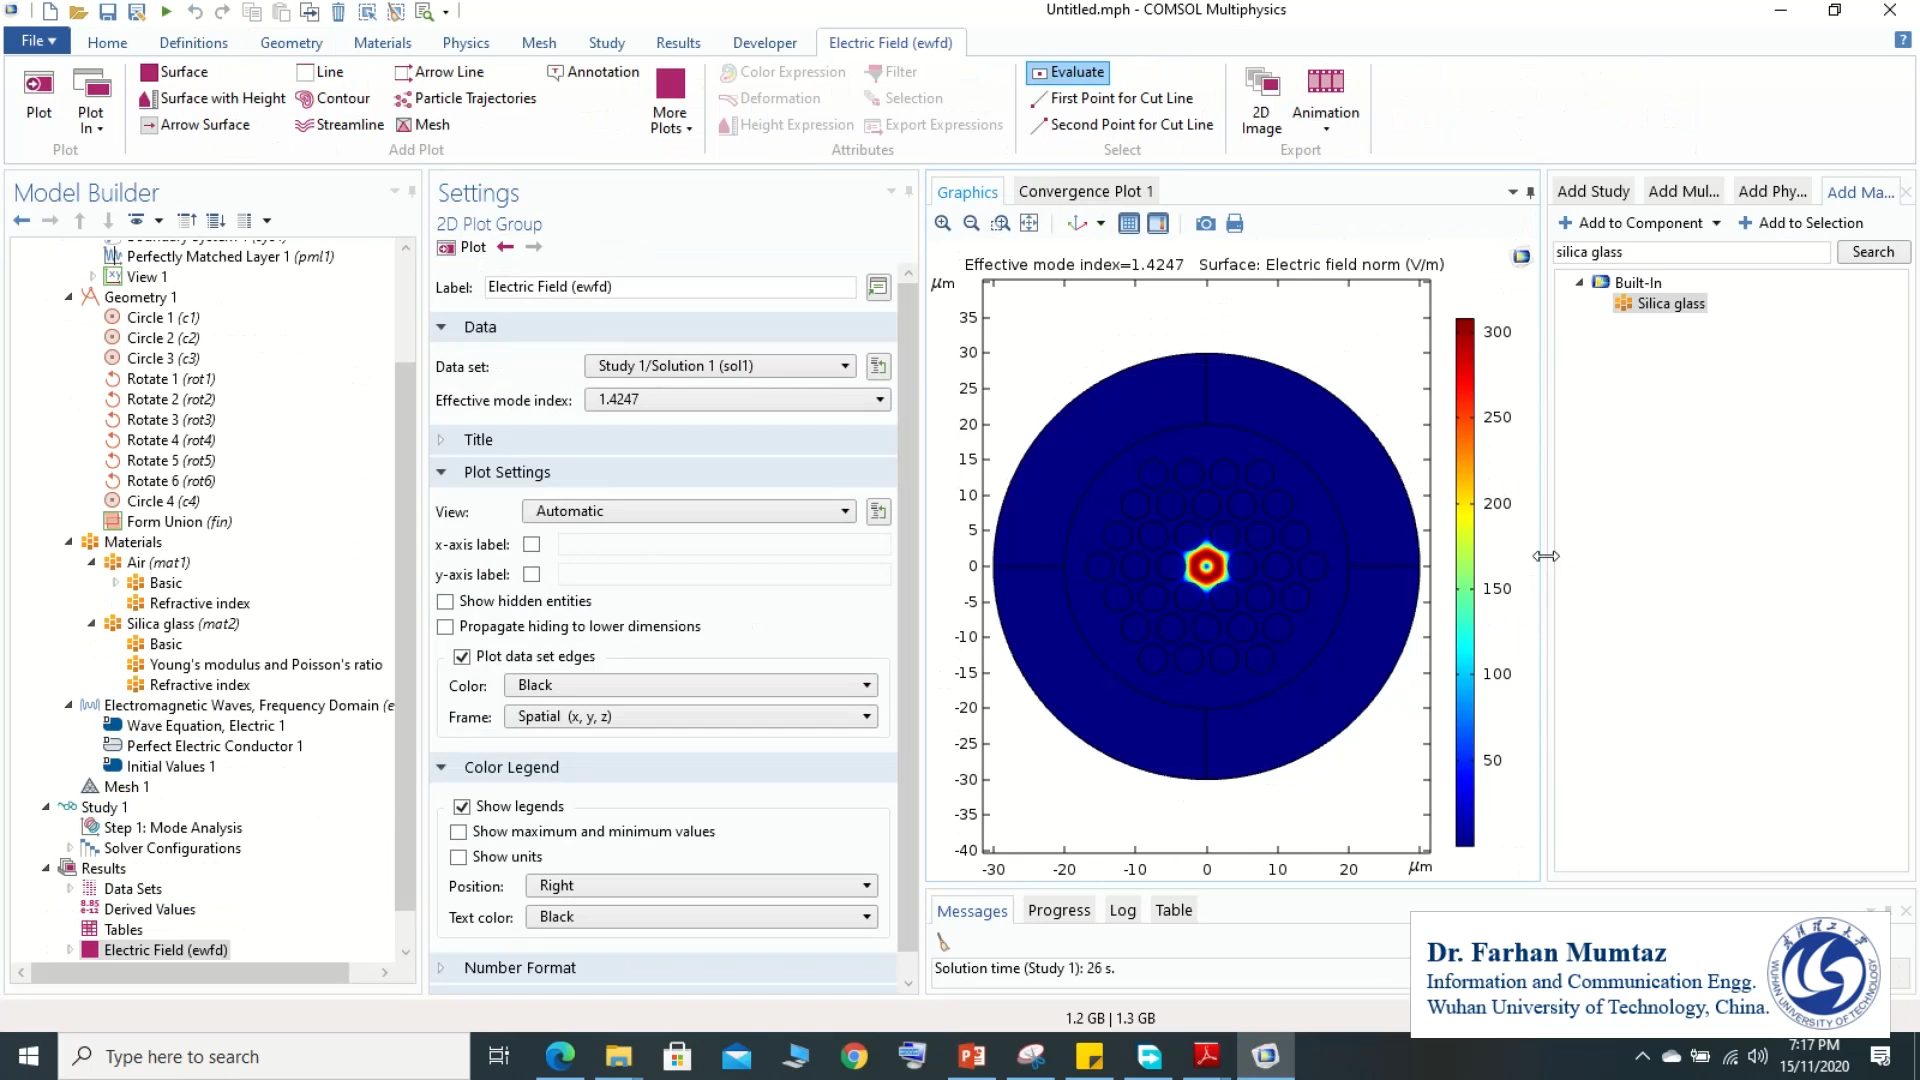 Untitled.mph - COMSOL Multiphysics
File
Home
Definitions
Geometry
Materials
Physics
Mesh
Study
Results
Developer
Electric Field (ewfd)
Plot
Plot In
Plot
Surface
Surface with Height
Arrow Surface
Line
Contour
Streamline
Arrow Line
Particle Trajectories
Mesh
Annotation
More Plots
Add Plot
Color Expression
Deformation
Height Expression
Filter
Selection
Export Expressions
Attributes
Evaluate
First Point for Cut Line
Second Point for Cut Line
Select
2D Image
Animation
Export
Model Builder
Perfectly Matched Layer 1 (pml1)
View 1
Geometry 1
Circle 1 (c1)
Circle 2 (c2)
Circle 3 (c3)
Rotate 1 (rot1)
Rotate 2 (rot2)
Rotate 3 (rot3)
Rotate 4 (rot4)
Rotate 5 (rot5)
Rotate 6 (rot6)
Circle 4 (c4)
Form Union (fin)
Materials
Air (mat1)
Basic
Refractive index
Silica glass (mat2)
Basic
Young's modulus and Poisson's ratio
Refractive index
Electromagnetic Waves, Frequency Domain (e
Wave Equation, Electric 1
Perfect Electric Conductor 1
Initial Values 1
Mesh 1
Study 1
Step 1: Mode Analysis
Solver Configurations
Results
Data Sets
Derived Values
Tables
Electric Field (ewfd)
Settings
2D Plot Group
Plot
Label: Electric Field (ewfd)
Data
Data set: Study 1/Solution 1 (sol1)
Effective mode index: 1.4247
Title
Plot Settings
View: Automatic
x-axis label:
y-axis label:
Show hidden entities
Propagate hiding to lower dimensions
Plot data set edges
Color: Black
Frame: Spatial (x, y, z)
Color Legend
Show legends
Show maximum and minimum values
Show units
Position: Right
Text color: Black
Number Format
Graphics
Convergence Plot 1
Effective mode index=1.4247 Surface: Electric field norm (V/m)
μm
35
30
25
20
15
10
5
0
-5
-10
-15
-20
-25
-30
-35
-40
-30 -20 -10 0 10 20 μm
300
250
200
150
100
50
Messages
Progress
Log
Table
Solution time (Study 1): 26 s.
1.2 GB | 1.3 GB
Add Study
Add Mul...
Add Phy...
Add Ma...
Add to Component
Add to Selection
silica glass
Search
Built-In
Silica glass
Dr. Farhan Mumtaz
Information and Communication Engg.
Wuhan University of Technology, China.
武汉理工大学
WUHAN UNIVERSITY OF TECHNOLOGY
Type here to search
7:17 PM
15/11/2020